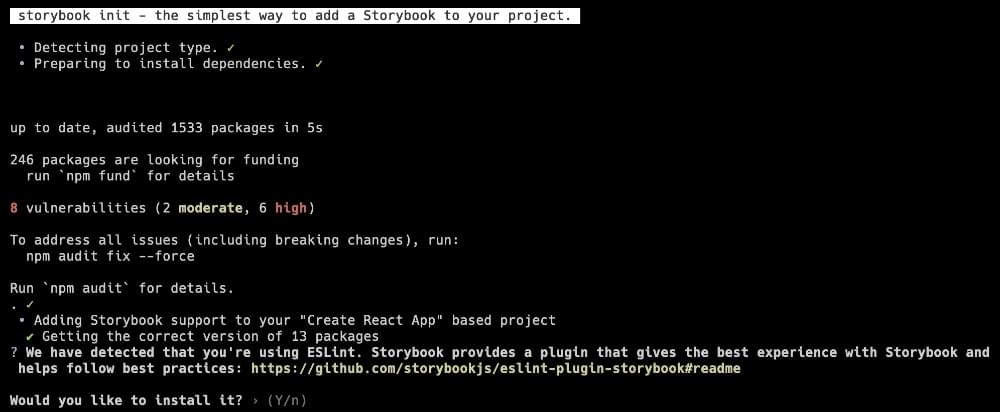 storybook init - the simplest way to add a Storybook to your project.
• Detecting project type. ✓
• Preparing to install dependencies. ✓
up to date, audited 1533 packages in 5s
246 packages are looking for funding
run `npm fund` for details
8 vulnerabilities (2 moderate, 6 high)
To address all issues (including breaking changes), run:
npm audit fix --force
Run `npm audit` for details.
. ✓
• Adding Storybook support to your "Create React App" based project
✔ Getting the correct version of 13 packages
? We have detected that you're using ESLint. Storybook provides a plugin that gives the best experience with Storybook and
helps follow best practices: https://github.com/storybookjs/eslint-plugin-storybook#readme
Would you like to install it? › (Y/n)